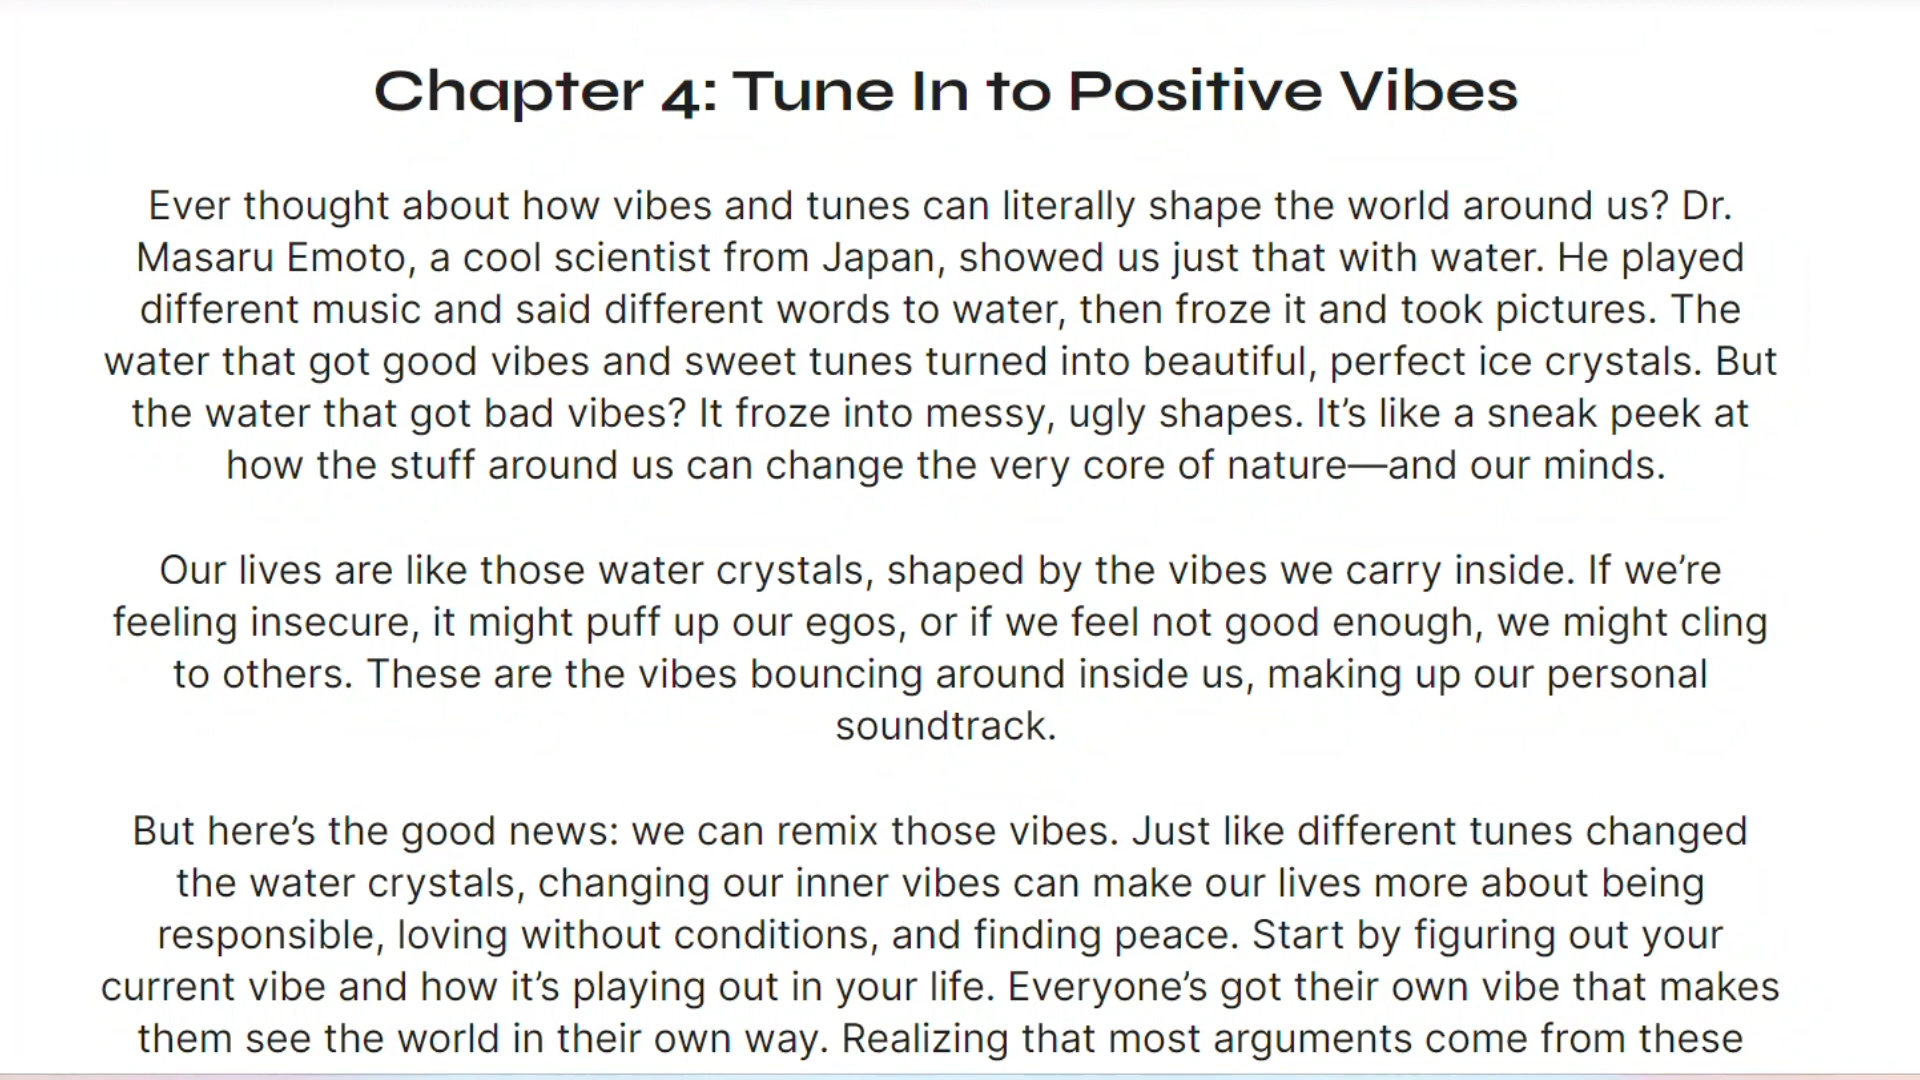 Chapter 4: Tune In to Positive Vibes
Ever thought about how vibes and tunes can literally shape the world around us? Dr.
Masaru Emoto, a cool scientist from Japan, showed us just that with water. He played
different music and said different words to water, then froze it and took pictures. The
water that got good vibes and sweet tunes turned into beautiful, perfect ice crystals. But
the water that got bad vibes? It froze into messy, ugly shapes. It’s like a sneak peek at
how the stuff around us can change the very core of nature—and our minds.
Our lives are like those water crystals, shaped by the vibes we carry inside. If we’re
feeling insecure, it might puff up our egos, or if we feel not good enough, we might cling
to others. These are the vibes bouncing around inside us, making up our personal
soundtrack.
But here’s the good news: we can remix those vibes. Just like different tunes changed
the water crystals, changing our inner vibes can make our lives more about being
responsible, loving without conditions, and finding peace. Start by figuring out your
current vibe and how it’s playing out in your life. Everyone’s got their own vibe that makes
them see the world in their own way. Realizing that most arguments come from these